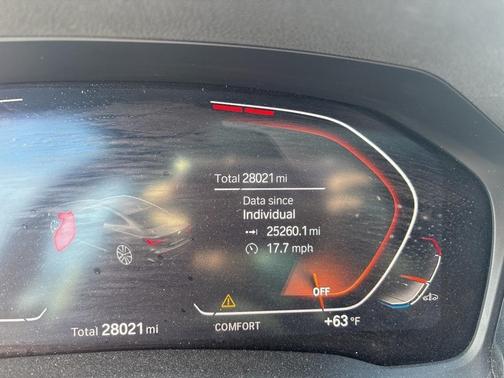 Total 28021 mi
Data since
Individual
25260.1 mi
17.7 mph
OFF
Total 28021 mi
COMFORT
+63 °F